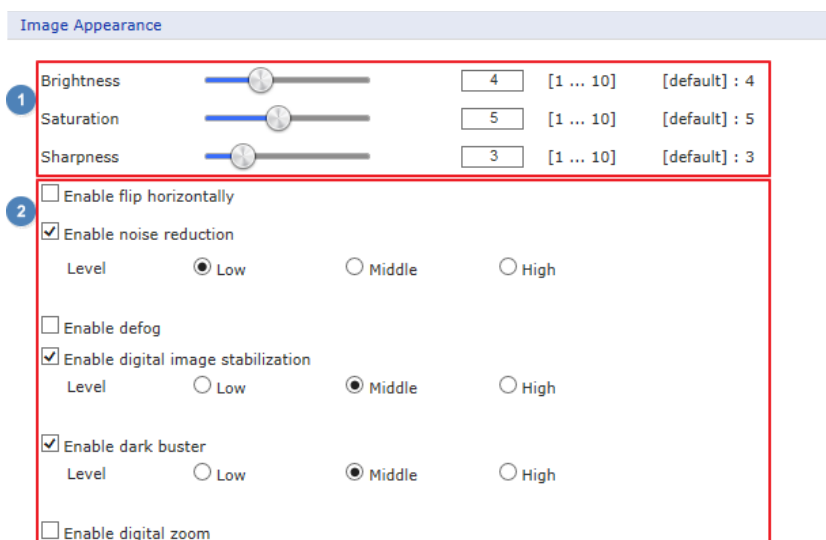 Image Appearance
1
Brightness 4 [1 ... 10] [default] : 4
Saturation 5 [1 ... 10] [default] : 5
Sharpness 3 [1 ... 10] [default] : 3
2
Enable flip horizontally
Enable noise reduction
Level Low Middle High
Enable defog
Enable digital image stabilization
Level Low Middle High
Enable dark buster
Level Low Middle High
Enable digital zoom